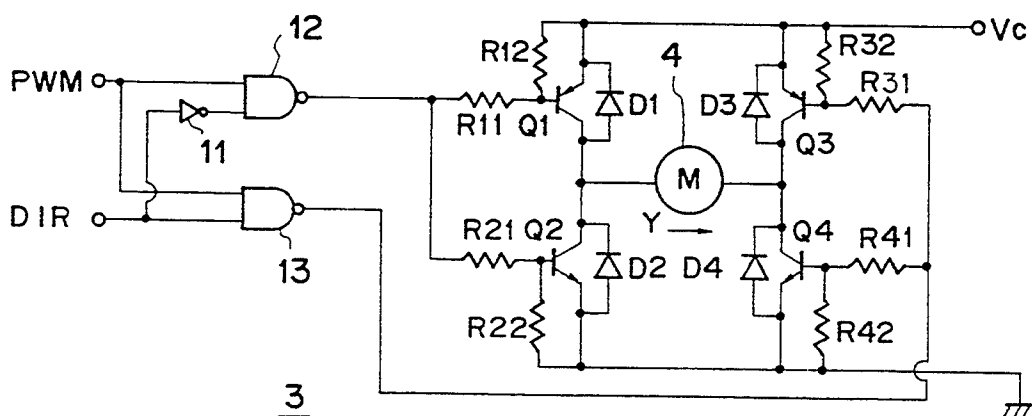 12
4
Vc
PWM
R12
R32
R31
11
R11
Q1
D1
D3
Q3
M
Y
DIR
13
R21
Q2
D2
D4
Q4
R41
R22
R42
3